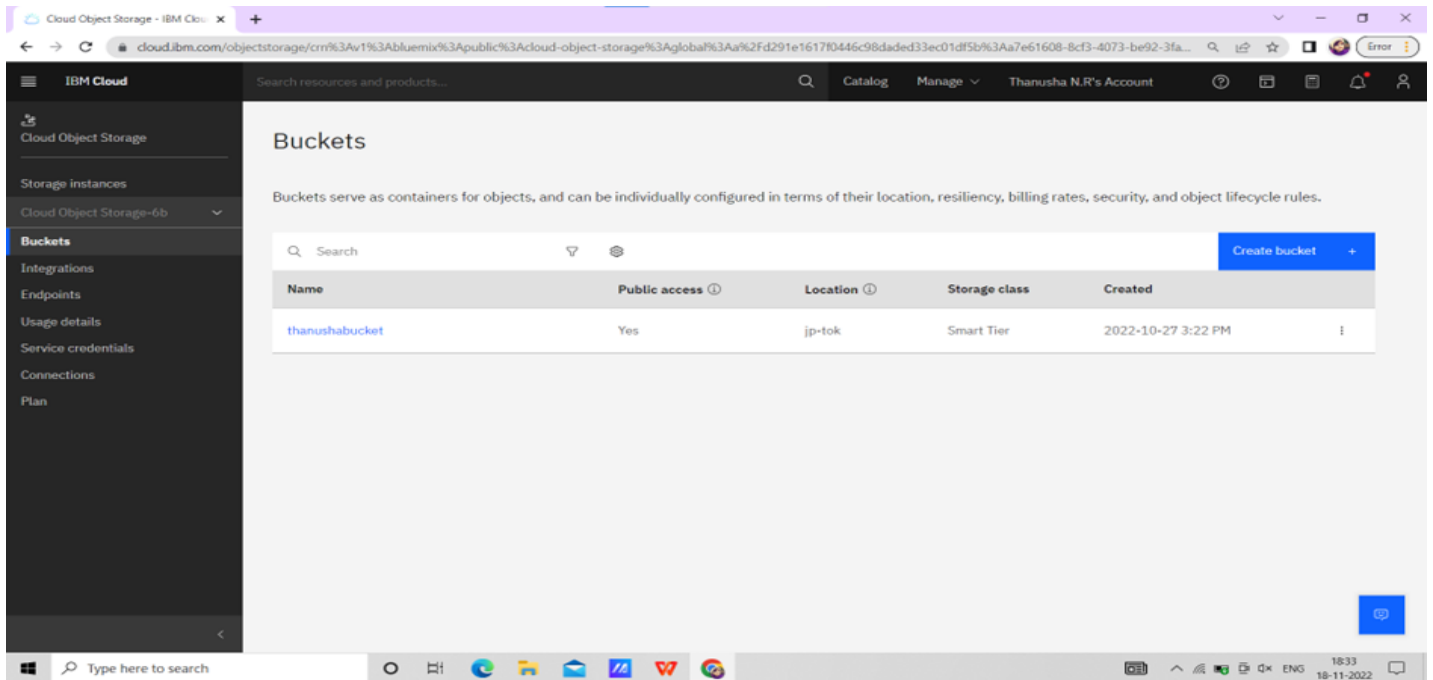 Cloud Object Storage - IBM Clou
cloud.ibm.com/objectstorage/crn%3Av1%3Abluemix%3Apublic%3Acloud-object-storage%3Aglobal%3Aa%2Fd291e1617f0446c98daded33ec01df5b%3Aa7e61608-8cf3-4073-be92-3fa...
Error
IBM Cloud
Search resources and products...
Catalog
Manage
Thanusha N.R's Account
Cloud Object Storage
Storage instances
Cloud Object Storage-6b
Buckets
Integrations
Endpoints
Usage details
Service credentials
Connections
Plan
Buckets
Buckets serve as containers for objects, and can be individually configured in terms of their location, resiliency, billing rates, security, and object lifecycle rules.
Search
Create bucket +
Name Public access Location Storage class Created
thanushabucket Yes jp-tok Smart Tier 2022-10-27 3:22 PM
Type here to search
ENG
18:33
18-11-2022